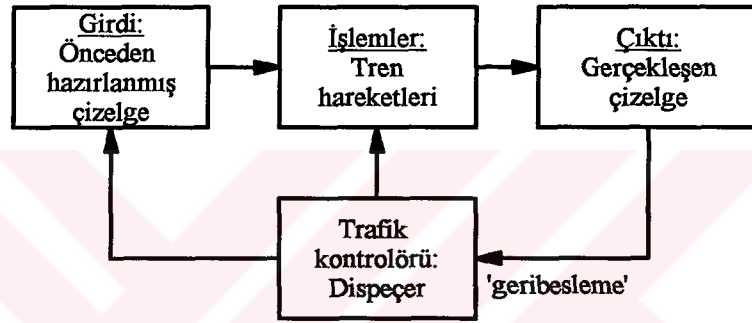 Girdi:
Önceden
hazırlanmış
çizelge
İşlemler:
Tren
hareketleri
Çıktı:
Gerçekleşen
çizelge
Trafik
kontrolörü:
Dispeçer
'geribesleme'